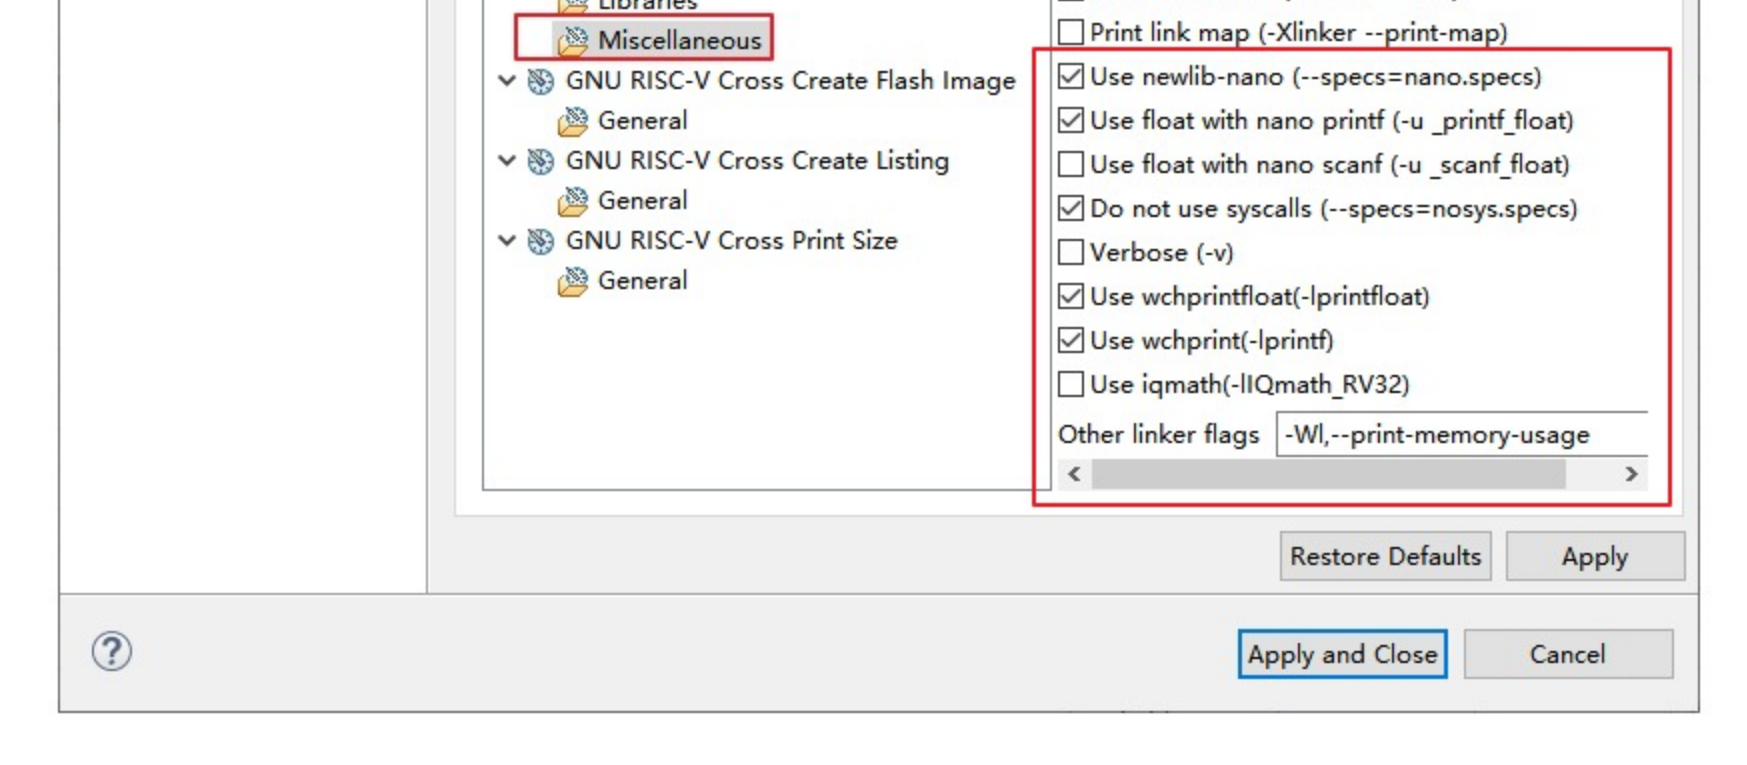 Libraries
Miscellaneous
GNU RISC-V Cross Create Flash Image
General
GNU RISC-V Cross Create Listing
General
GNU RISC-V Cross Print Size
General
Print link map (-Xlinker --print-map)
Use newlib-nano (--specs=nano.specs)
Use float with nano printf (-u _printf_float)
Use float with nano scanf (-u _scanf_float)
Do not use syscalls (--specs=nosys.specs)
Verbose (-v)
Use wchprintfloat(-lprintfloat)
Use wchprint(-lprintf)
Use iqmath(-lIQmath_RV32)
Other linker flags -Wl,--print-memory-usage
Restore Defaults Apply
? Apply and Close Cancel